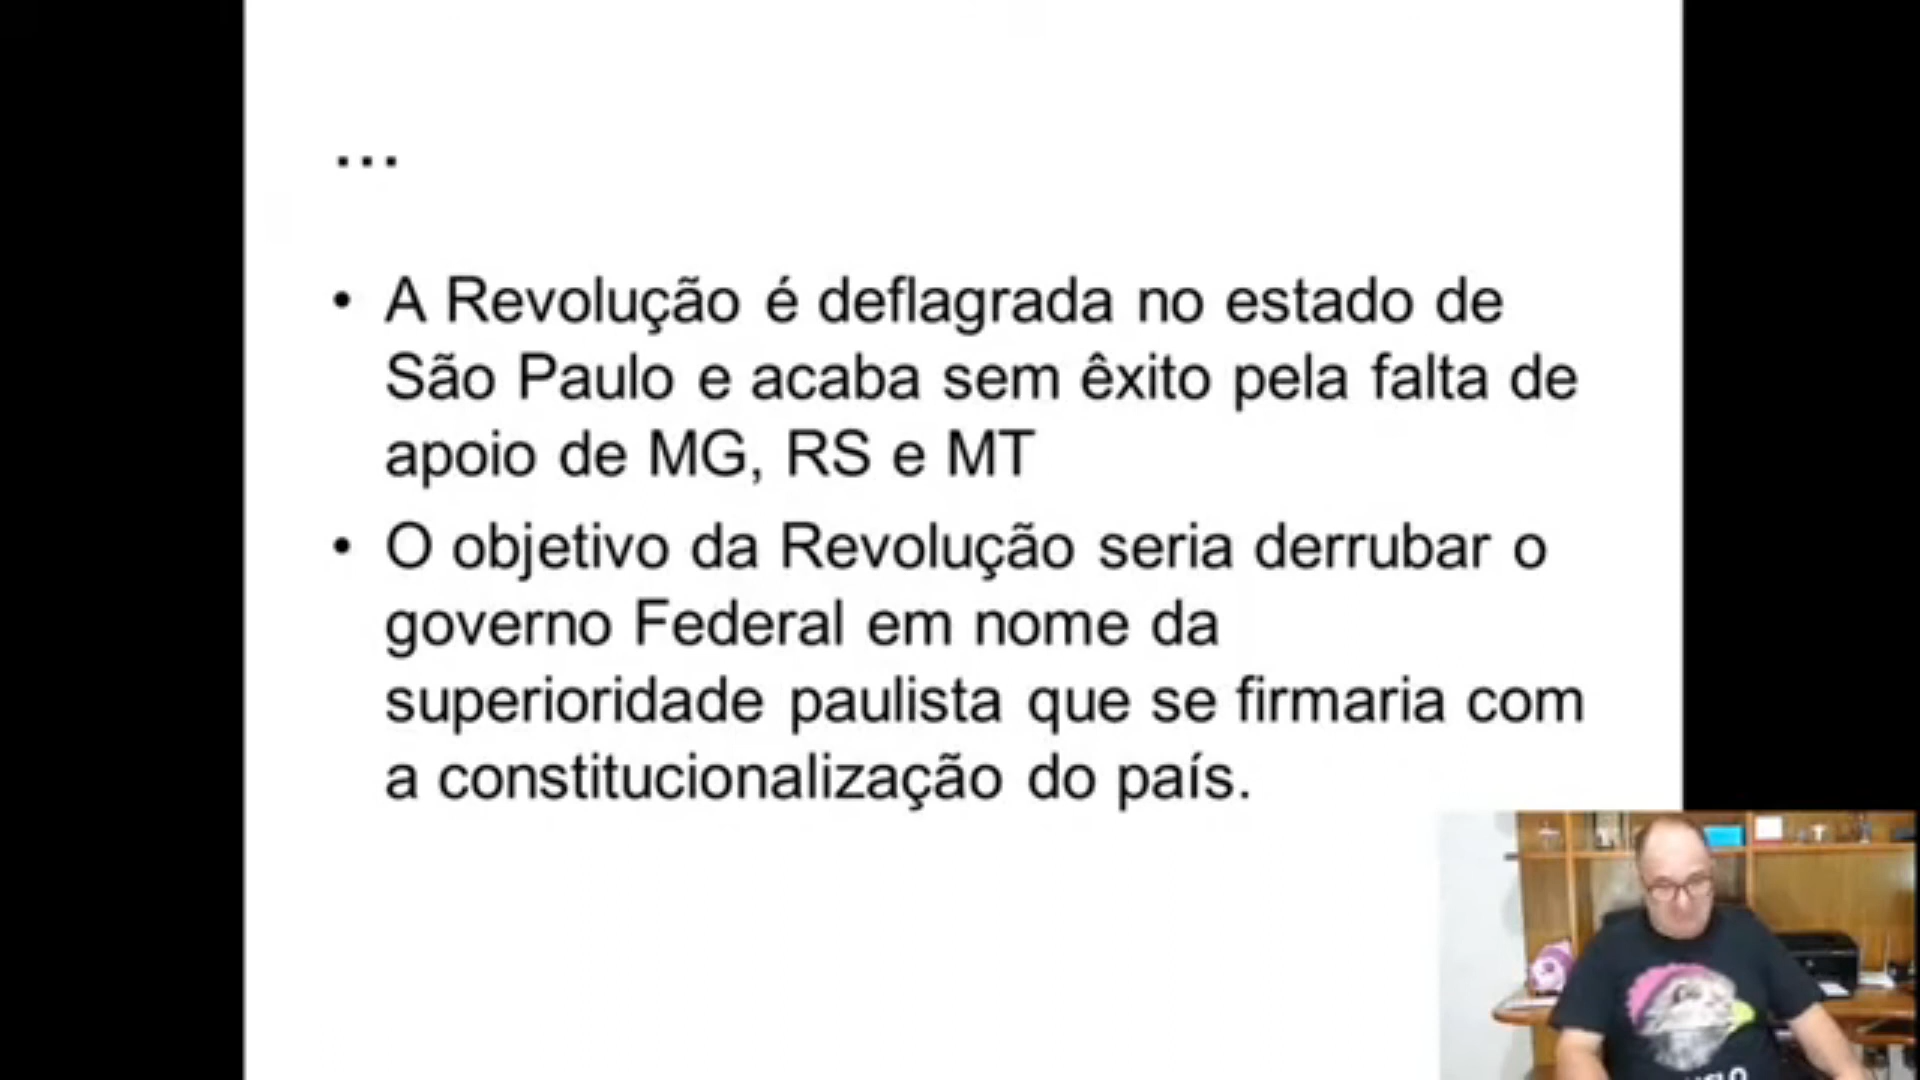 ...
• A Revolução é deflagrada no estado de
São Paulo e acaba sem êxito pela falta de
apoio de MG, RS e MT
• O objetivo da Revolução seria derrubar o
governo Federal em nome da
superioridade paulista que se firmaria com
a constitucionalização do país.